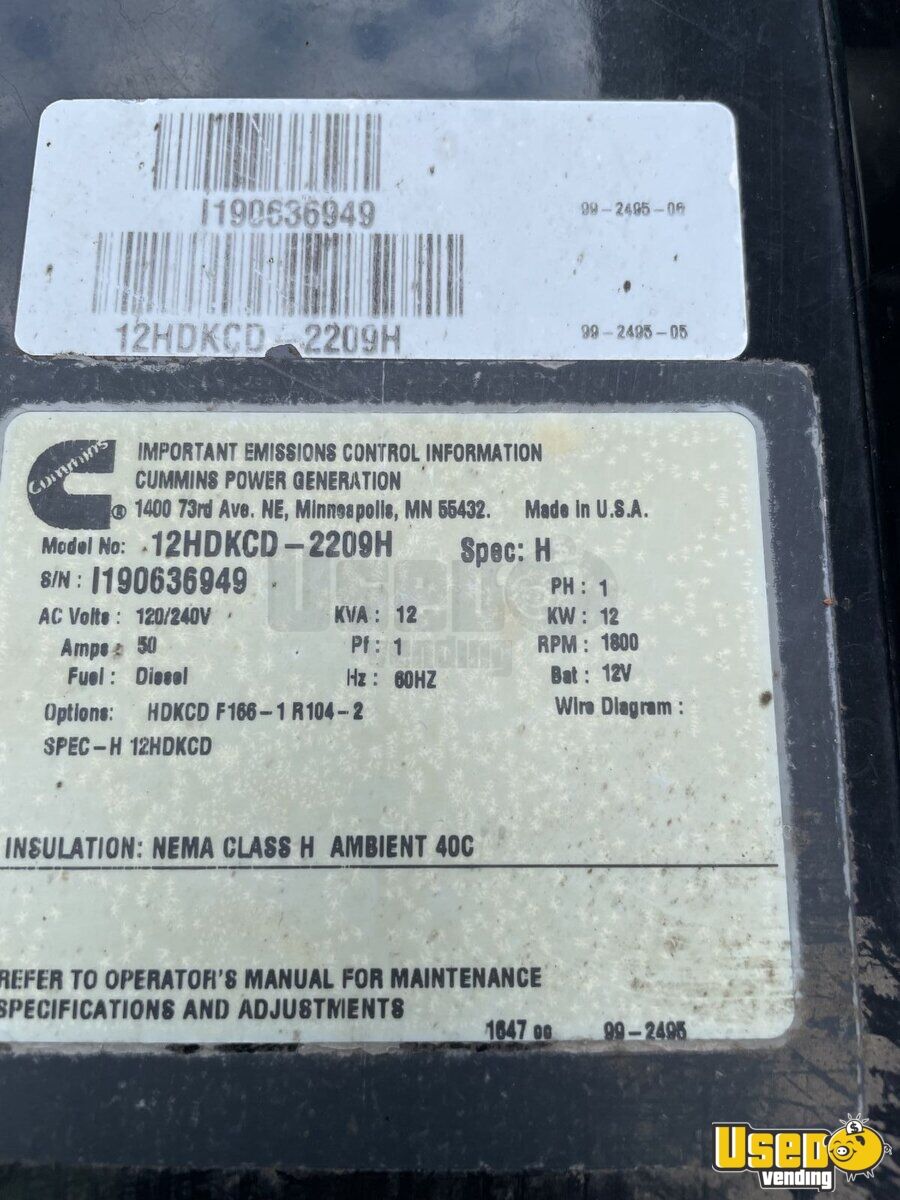 I190636949
99-2495-06
12HDKCD-2209H
99-2495-05
Cummins
IMPORTANT EMISSIONS CONTROL INFORMATION
CUMMINS POWER GENERATION
® 1400 73rd Ave. NE, Minneapolis, MN 55432. Made in U.S.A.
Model No: 12HDKCD-2209H Spec: H
S/N: I190636949 PH: 1
AC Volts: 120/240V KVA: 12 KW: 12
Amps: 50 Pf: 1 RPM: 1800
Fuel: Diesel Hz: 60HZ Bat: 12V
Options: HDKCD F166-1 R104-2 Wire Diagram:
SPEC-H 12HDKCD
INSULATION: NEMA CLASS H AMBIENT 40C
REFER TO OPERATOR'S MANUAL FOR MAINTENANCE
SPECIFICATIONS AND ADJUSTMENTS
99-2495
Used vending
Used vending